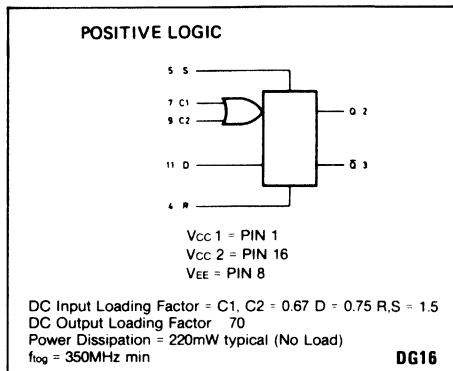 POSITIVE LOGIC
5 S
7 C1
9 C2
Q 2
11 D
Q̄ 3
4 R
VCC 1 = PIN 1
VCC 2 = PIN 16
VEE = PIN 8
DC Input Loading Factor = C1, C2 = 0.67 D = 0.75 R,S = 1.5
DC Output Loading Factor 70
Power Dissipation = 220mW typical (No Load)
ftog = 350MHz min
DG16